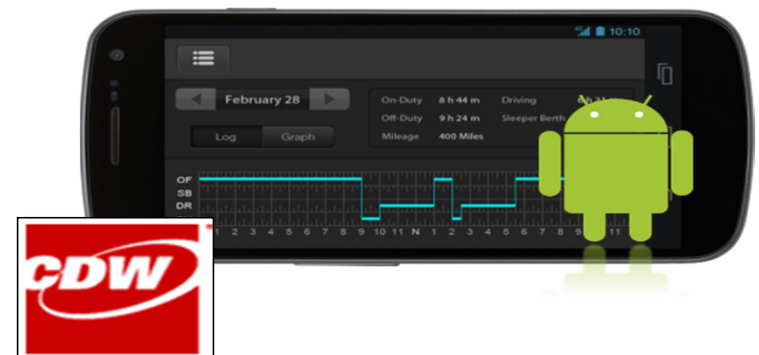 10:10
February 28
On-Duty 8 h 44 m Driving
Off-Duty 9 h 24 m Sleeper Berth
Mileage 400 Miles
Log Graph
OF
SB
DR
1 2 3 4 5 6 7 8 9 10 11 N 1 2 3 4 5 6 7 8 9 11
CDW